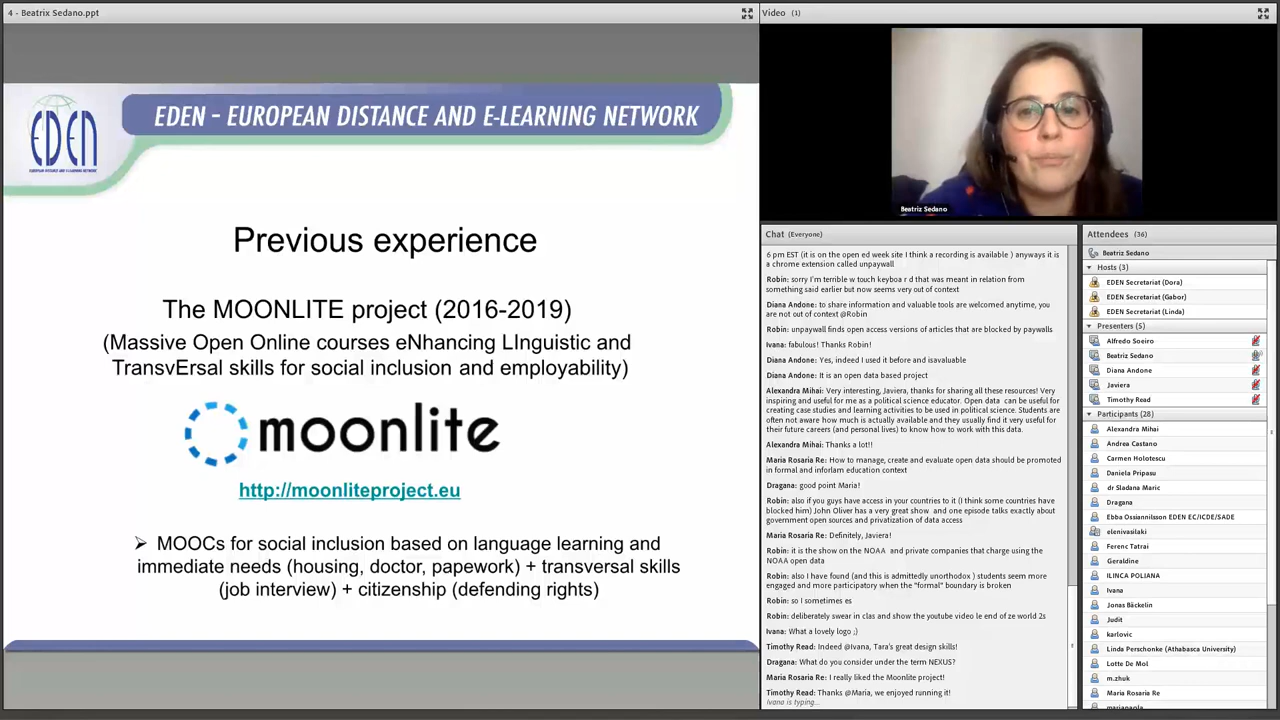 4 - Beatrix Sedano.ppt
EDEN
EUROPEAN DISTANCE AND E-LEARNING NETWORK
EDEN - EUROPEAN DISTANCE AND E-LEARNING NETWORK
Previous experience
The MOONLITE project (2016-2019)
(Massive Open Online courses eNhancing LInguistic and
TransvErsal skills for social inclusion and employability)
moonlite
http://moonliteproject.eu
➢ MOOCs for social inclusion based on language learning and
immediate needs (housing, doctor, papework) + transversal skills
(job interview) + citizenship (defending rights)
Video (1)
Beatriz Sedano
Chat (Everyone)
6 pm EST (it is on the open ed week site I think a recording is available ) anyways it is
a chrome extension called unpaywall
Robin: sorry I'm terrible w touch keyboa r d that was meant in relation from
something said earlier but now seems very out of context
Diana Andone: to share information and valuable tools are welcomed anytime, you
are not out of context @Robin
Robin: unpaywall finds open access versions of articles that are blocked by paywalls
Ivana: fabulous! Thanks Robin!
Diana Andone: Yes, indeed I used it before and isavaluable
Diana Andone: It is an open data based project
Alexandra Mihai: Very interesting, Javiera, thanks for sharing all these resources! Very
inspiring and useful for me as a political science educator. Open data can be useful for
creating case studies and learning activities to be used in political science. Students are
often not aware how much is actually available and they usually find it very useful for
their future careers (and personal lives) to know how to work with this data.
Alexandra Mihai: Thanks a lot!!
Maria Rosaria Re: How to manage, create and evaluate open data should be promoted
in formal and inforlam education context
Dragana: good point Maria!
Robin: also if you guys have access in your countries to it (I think some countries have
blocked him) John Oliver has a very great show and one episode talks exactly about
government open sources and privatization of data access
Maria Rosaria Re: Definitely, Javiera!
Robin: it is the show on the NOAA and private companies that charge using the
NOAA open data
Robin: also I have found (and this is admittedly unorthodox ) students seem more
engaged and more participatory when the "formal" boundary is broken
Robin: so I sometimes es
Robin: deliberately swear in clas and show the youtube video le end of ze world 2s
Ivana: What a lovely logo ;)
Timothy Read: Indeed @Ivana, Tara's great design skills!
Dragana: What do you consider under the term NEXUS?
Maria Rosaria Re: I really liked the Moonlite project!
Timothy Read: Thanks @Maria, we enjoyed running it!
Ivana is typing...
Attendees (36)
Beatriz Sedano
Hosts (3)
EDEN Secretariat (Dora)
EDEN Secretariat (Gabor)
EDEN Secretariat (Linda)
Presenters (5)
Alfredo Soeiro
Beatriz Sedano
Diana Andone
Javiera
Timothy Read
Participants (28)
Alexandra Mihai
Andrea Castano
Carmen Holotescu
Daniela Pripasu
dr Sladana Maric
Dragana
Ebba Ossiannilsson EDEN EC/ICDE/SADE
elenivasilaki
Ferenc Tatrai
Geraldine
ILINCA POLIANA
Ivana
Jonas Bäckelin
Judit
karlovic
Linda Perschonke (Athabasca University)
Lotte De Mol
m.zhuk
Maria Rosaria Re